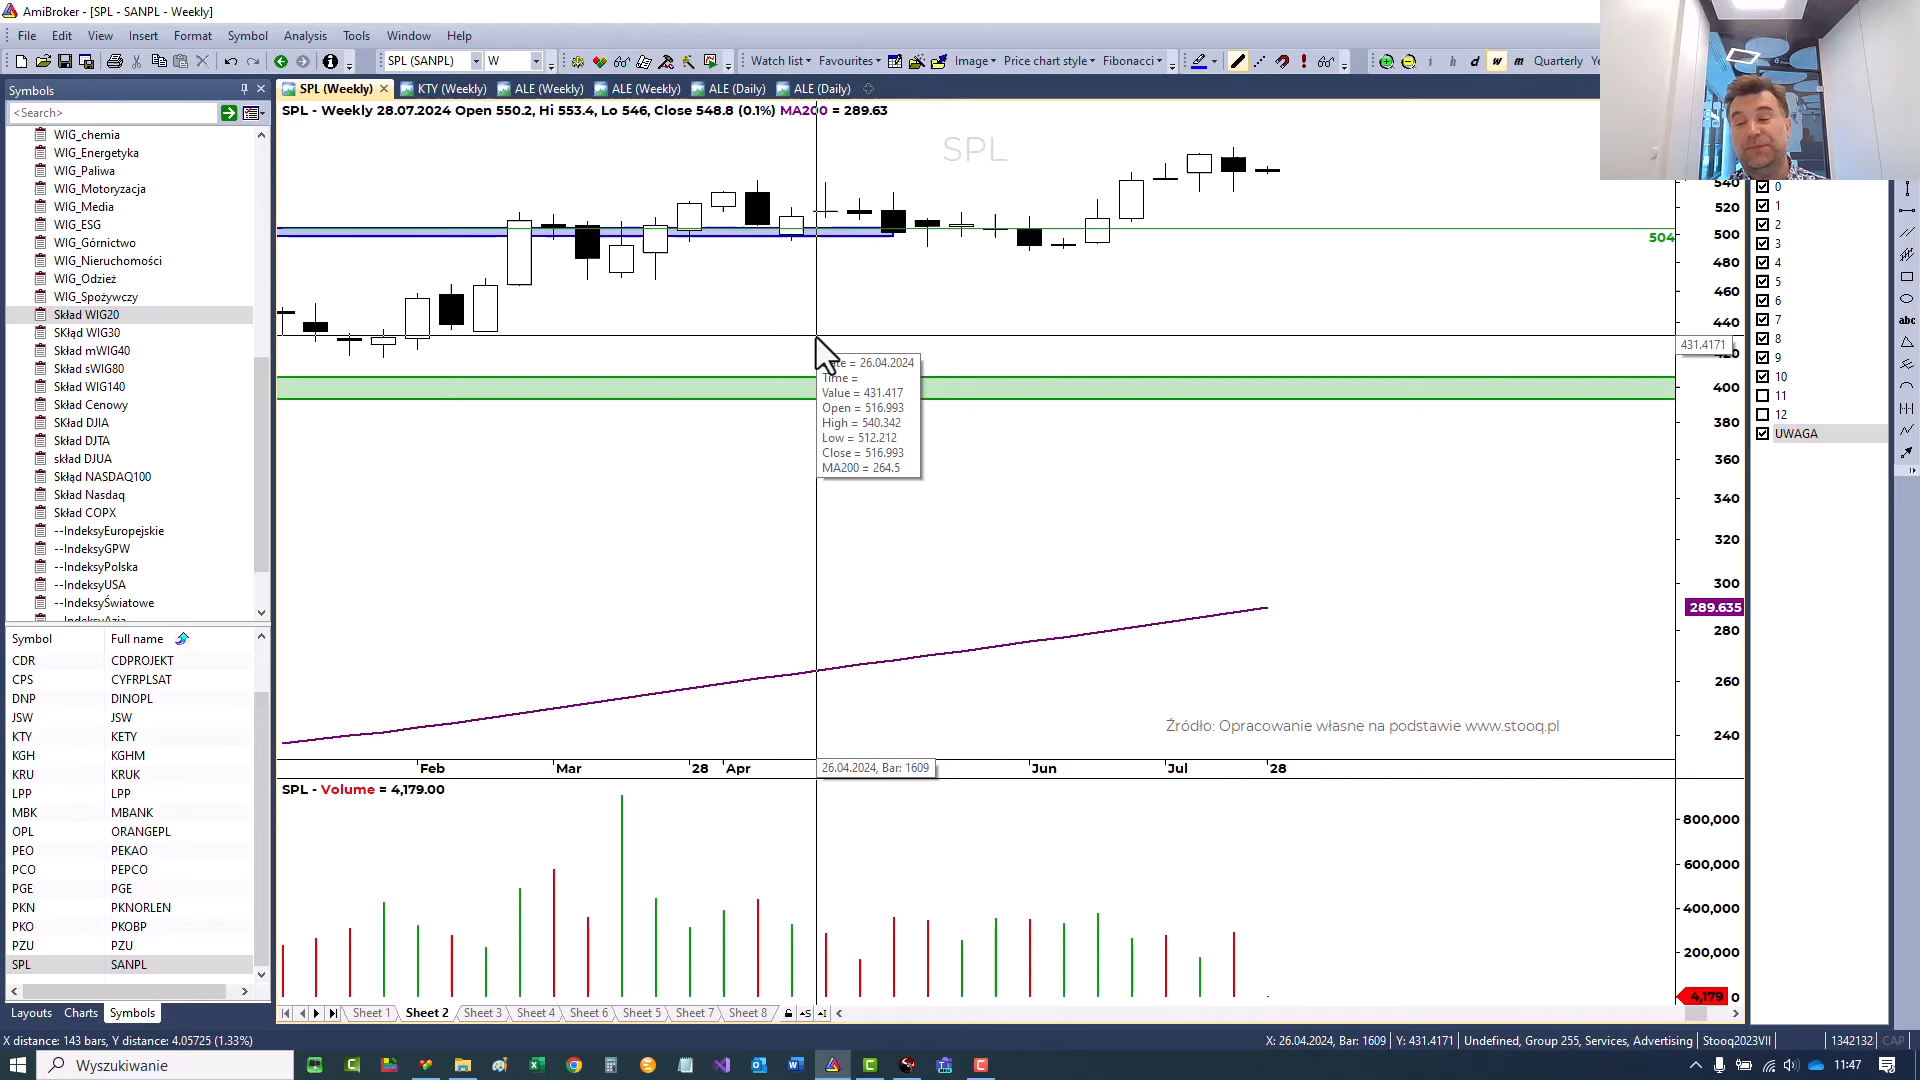 AmiBroker - [SPL - SANPL - Weekly]
File Edit View Insert Format Symbol Analysis Tools Window Help
SPL (SANPL) W Watch list Favourites Image Price chart style Fibonacci h d w m Quarterly
Symbols
SPL (Weekly) KTY (Weekly) ALE (Weekly) ALE (Weekly) ALE (Daily) ALE (Daily)
<Search>
SPL - Weekly 28.07.2024 Open 550.2, Hi 553.4, Lo 546, Close 548.8 (0.1%) MA200 = 289.63
SPL
WIG_chemia
WIG_Energetyka
WIG_Paliwa
WIG_Motoryzacja
WIG_Media
WIG_ESG
WIG_Górnictwo
WIG_Nieruchomości
WIG_Odzież
WIG_Spożywczy
Skład WIG20
SKłąd WIG30
Skład mWIG40
Skład sWIG80
Skład WIG140
Skład Cenowy
Skład DJIA
Skład DJTA
skład DJUA
Skład NASDAQ100
Skład Nasdaq
Skład COPX
--IndeksyEuropejskie
--IndeksyGPW
--IndeksyPolska
--IndeksyUSA
--IndeksyŚwiatowe
Symbol Full name
CDR CDPROJEKT
CPS CYFRPLSAT
DNP DINOPL
JSW JSW
KTY KETY
KGH KGHM
KRU KRUK
LPP LPP
MBK MBANK
OPL ORANGEPL
PEO PEKAO
PCO PEPCO
PGE PGE
PKN PKNORLEN
PKO PKOBP
PZU PZU
SPL SANPL
Layouts Charts Symbols
540
520
500
504
480
460
440
431.4171
420
400
380
360
340
320
300
289.635
280
260
240
Time =
Value = 431.417
Open = 516.993
High = 540.342
Low = 512.212
Close = 516.993
MA200 = 264.5
Źródło: Opracowanie własne na podstawie www.stooq.pl
Feb Mar 28 Apr 26.04.2024, Bar: 1609 Jun Jul 28
SPL - Volume = 4,179.00
800,000
600,000
400,000
200,000
4,179 0
Sheet 1 Sheet 2 Sheet 3 Sheet 4 Sheet 5 Sheet 6 Sheet 7 Sheet 8
0
1
2
3
4
5
6
7
8
9
10
11
12
UWAGA
abc
X distance: 143 bars, Y distance: 4.05725 (1.33%) X: 26.04.2024, Bar: 1609 Y: 431.4171 Undefined, Group 255, Services, Advertising Stooq2023VII 1342132 CAP
Wyszukiwanie 11:47